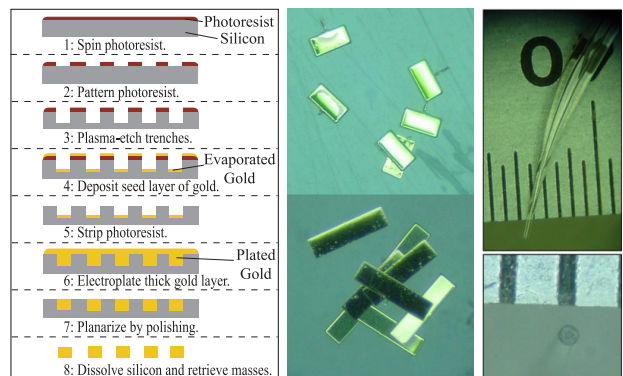 Photoresist
Silicon
1: Spin photoresist.
2: Pattern photoresist.
3: Plasma-etch trenches.
Evaporated
Gold
4: Deposit seed layer of gold.
5: Strip photoresist.
Plated
Gold
6: Electroplate thick gold layer.
7: Planarize by polishing.
8: Dissolve silicon and retrieve masses.
0